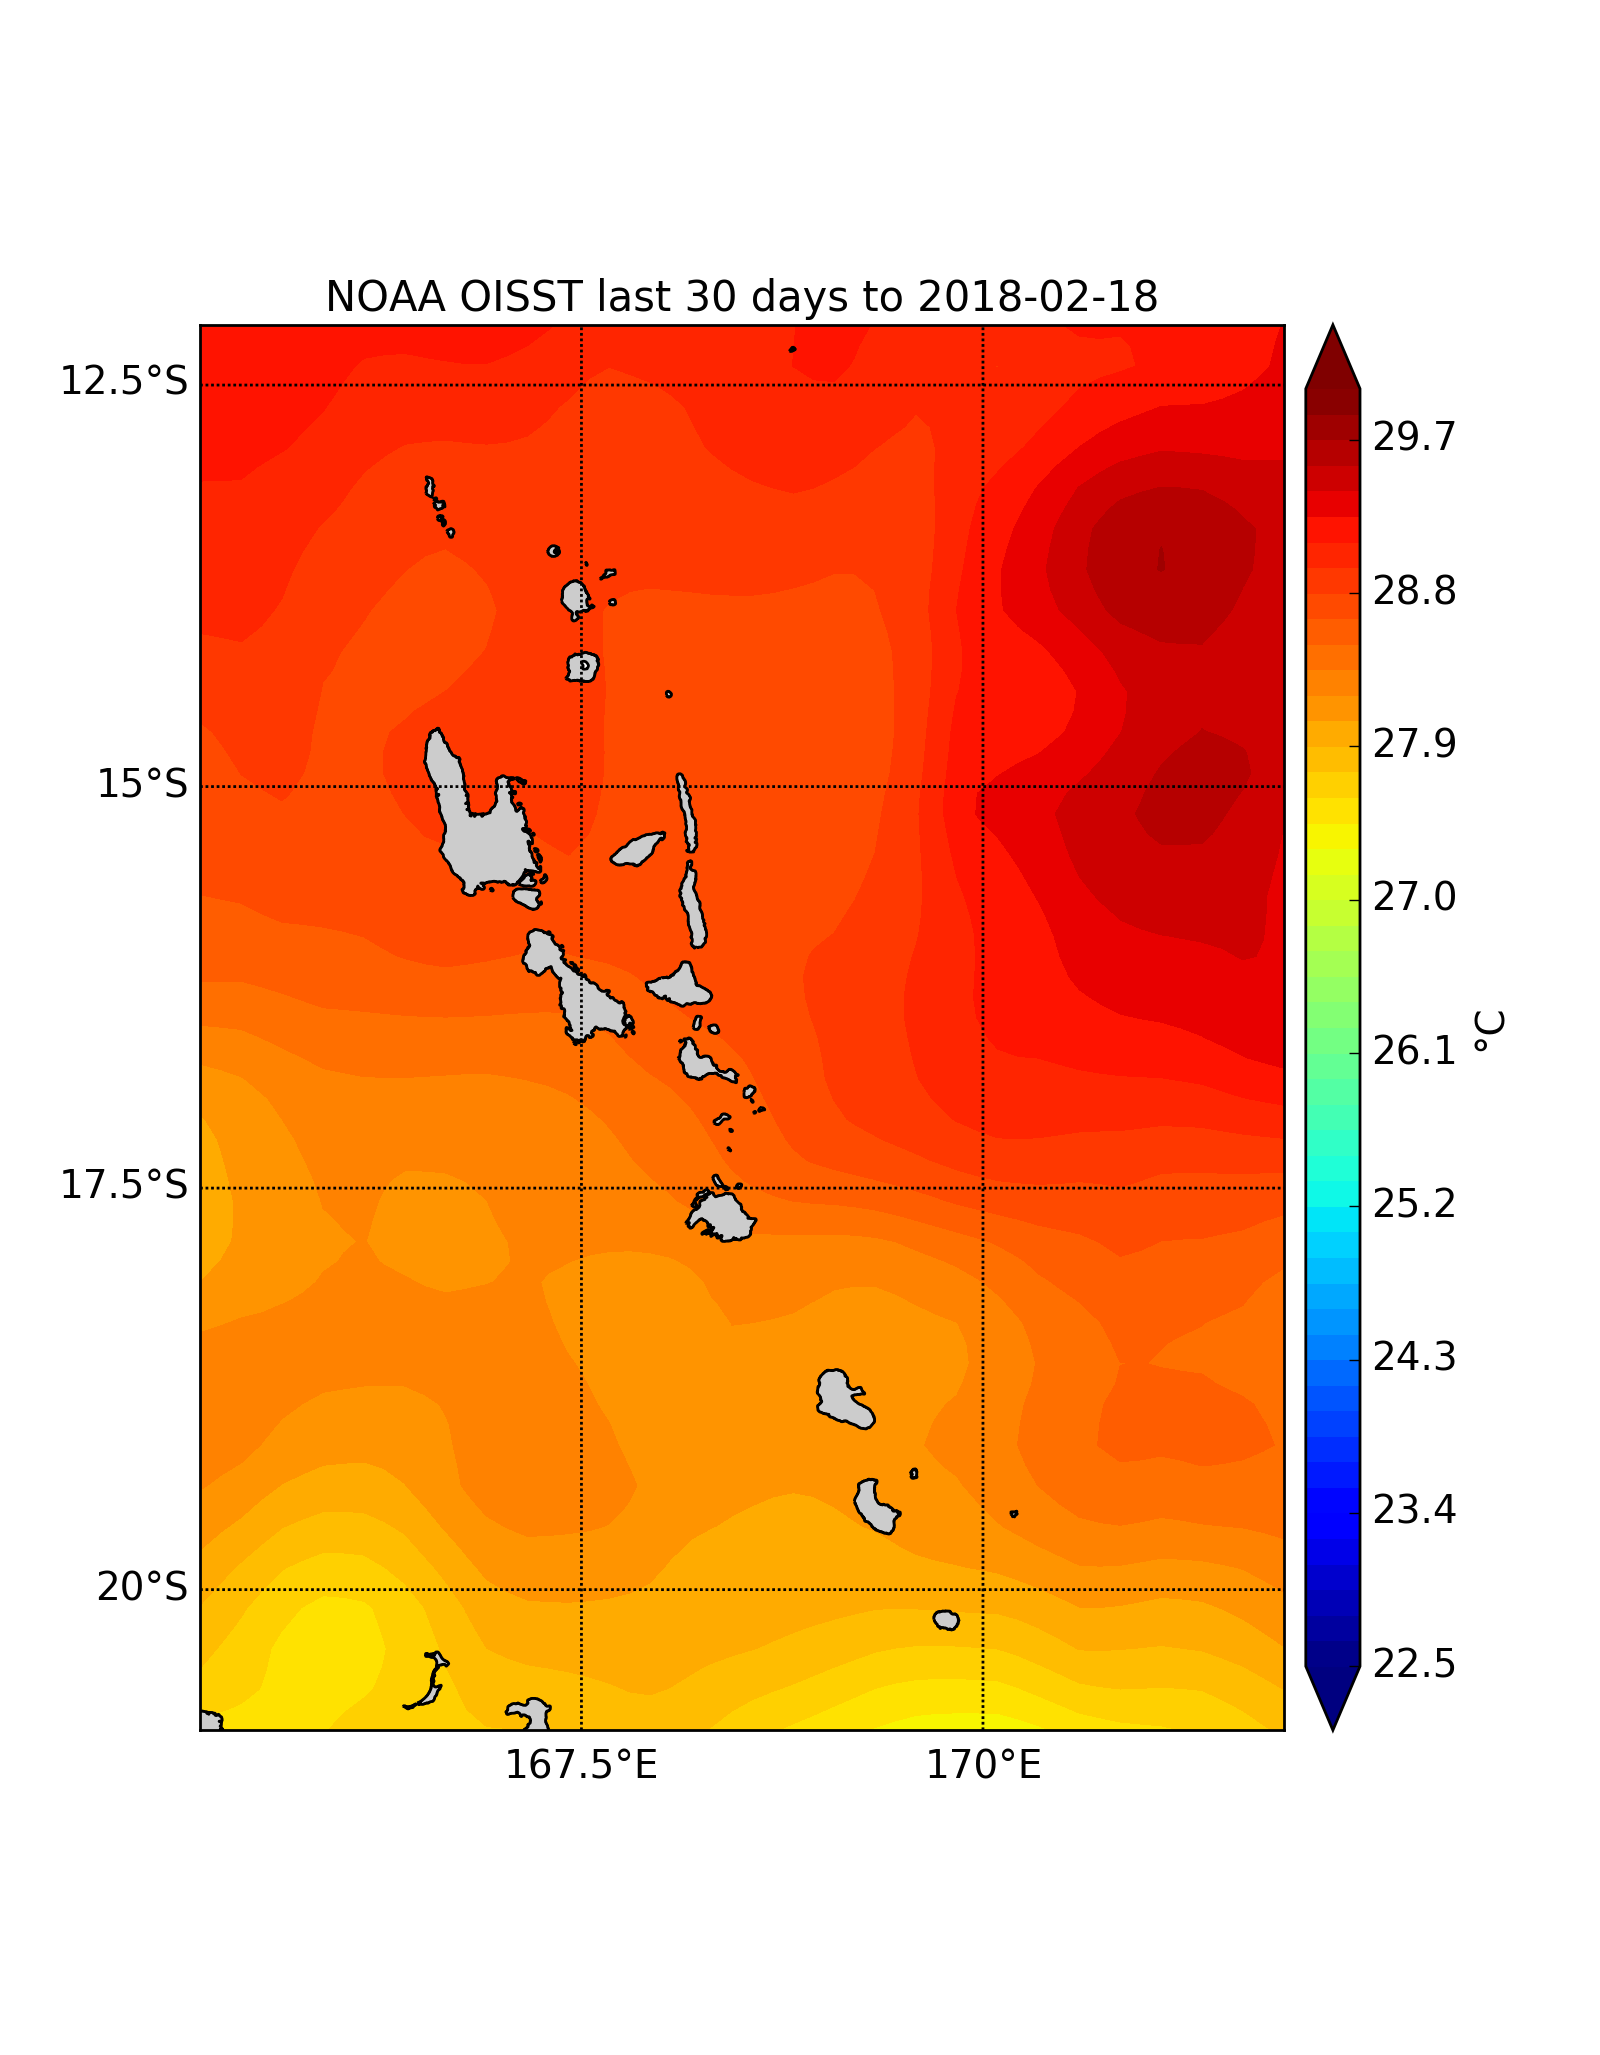 NOAA OISST last 30 days to 2018-02-18
12.5°S
15°S
17.5°S
20°S
167.5°E
170°E
29.7
28.8
27.9
27.0
26.1
25.2
24.3
23.4
22.5
°C